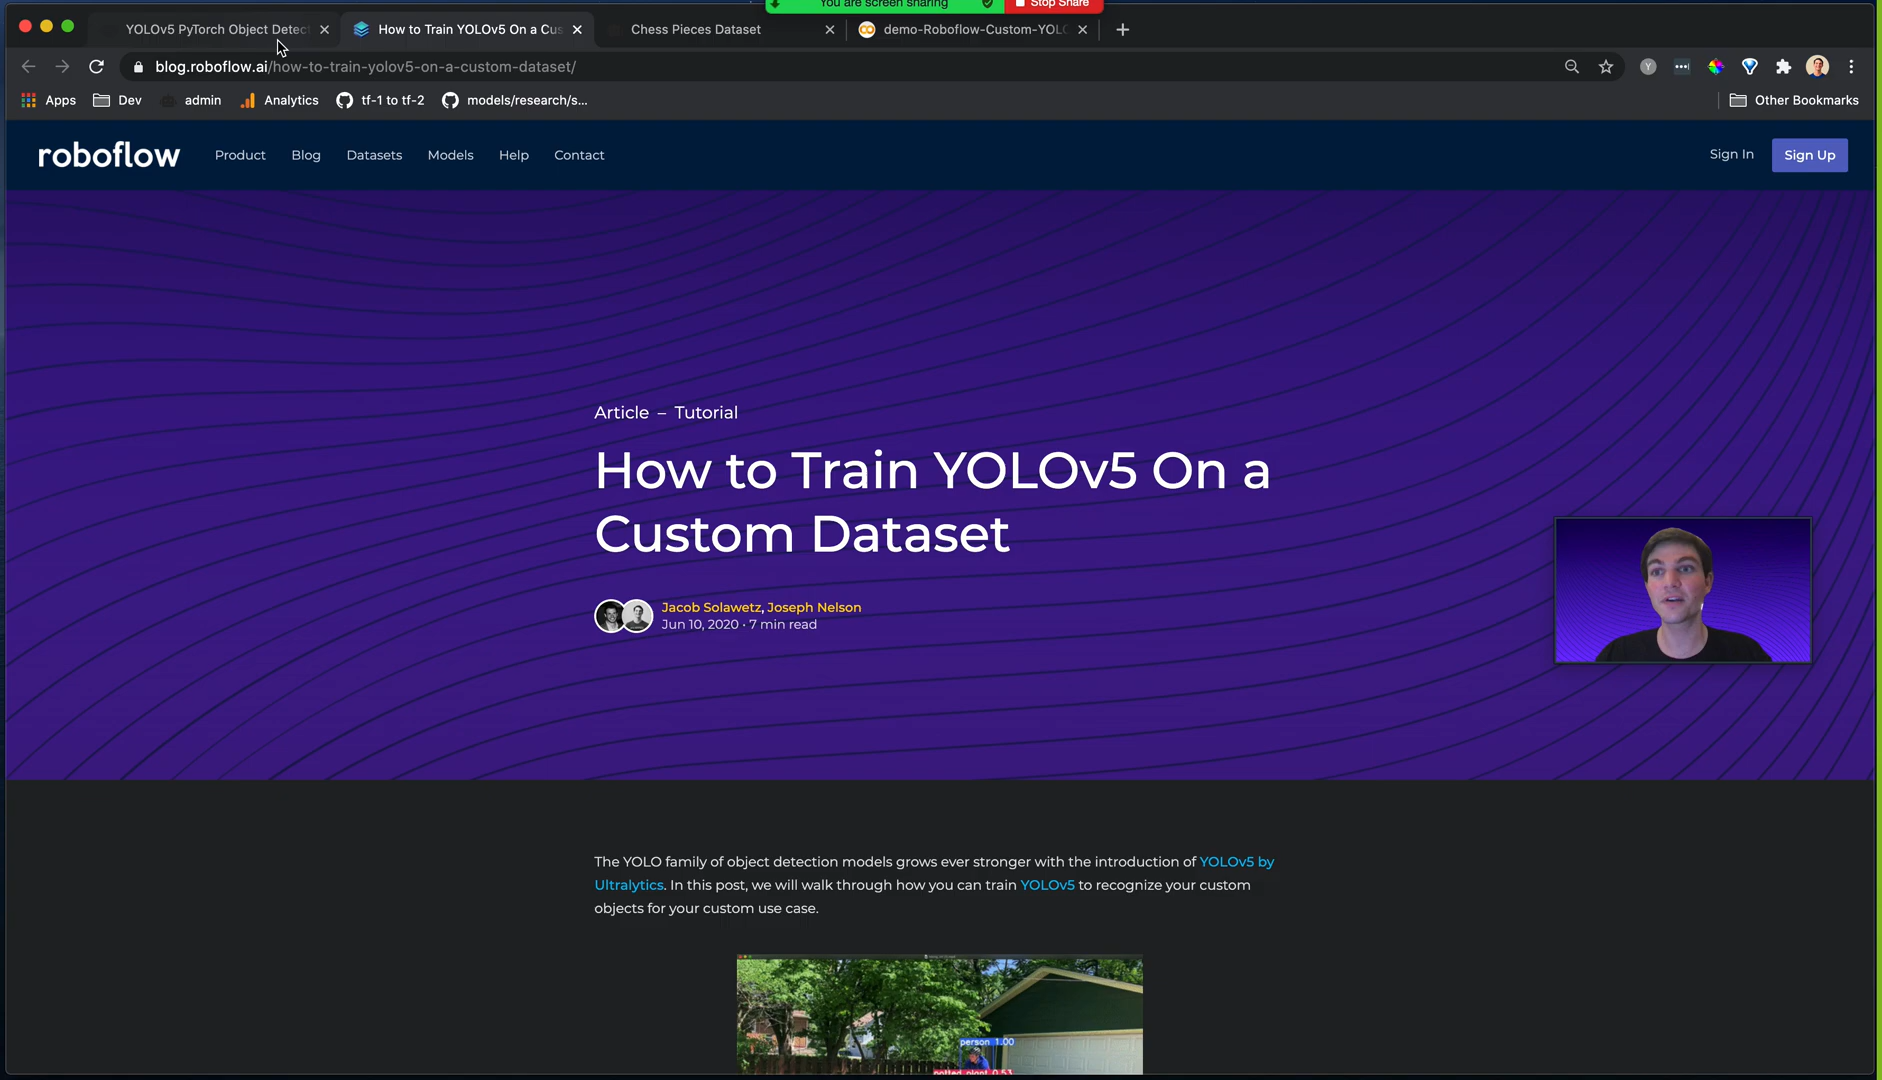 You are screen sharing
Stop Share
YOLOv5 PyTorch Object Detec
How to Train YOLOv5 On a Cus
Chess Pieces Dataset
demo-Roboflow-Custom-YOLO
blog.roboflow.ai/how-to-train-yolov5-on-a-custom-dataset/
Y
Apps
Dev
admin
Analytics
tf-1 to tf-2
models/research/s...
Other Bookmarks
roboflow
Product
Blog
Datasets
Models
Help
Contact
Sign In
Sign Up
Article – Tutorial
How to Train YOLOv5 On a
Custom Dataset
Jacob Solawetz, Joseph Nelson
Jun 10, 2020 • 7 min read
The YOLO family of object detection models grows ever stronger with the introduction of YOLOv5 by
Ultralytics. In this post, we will walk through how you can train YOLOv5 to recognize your custom
objects for your custom use case.
person 1.00
potted plant 0.53